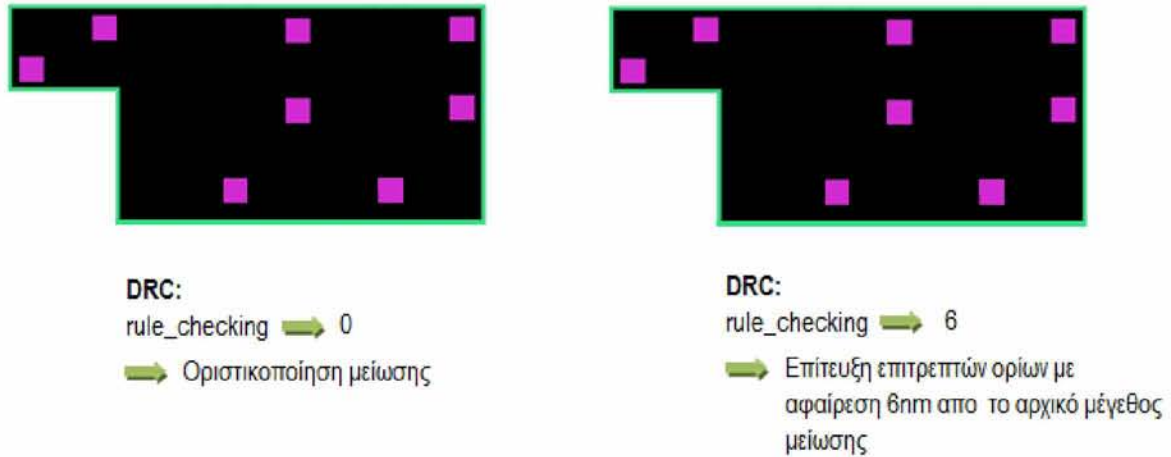 DRC:
rule_checking 0
Οριστικοποίηση μείωσης
DRC:
rule_checking 6
Επίτευξη επιτρεπτών ορίων με
αφαίρεση 6nm απο το αρχικό μέγεθος
μείωσης